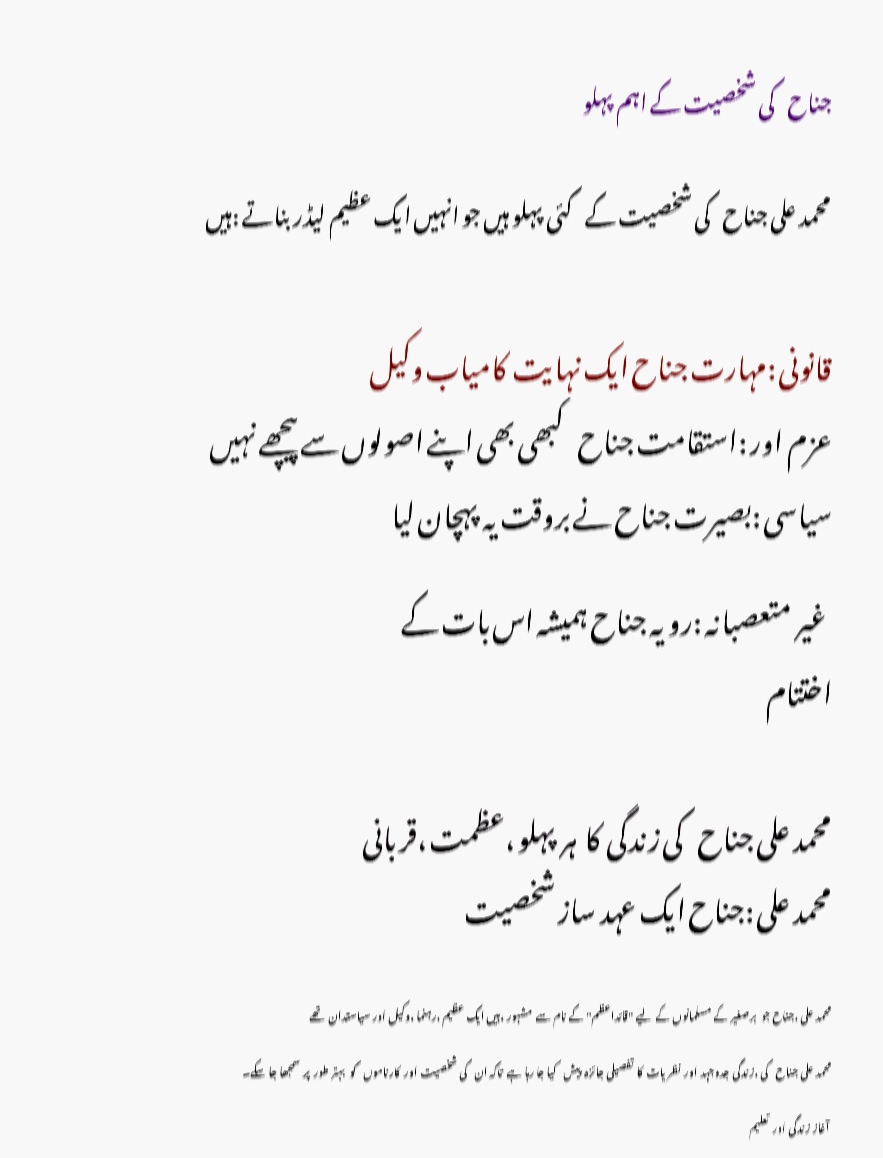 جناح کی شخصیت کے اہم پہلو
محمد علی جناح کی شخصیت کے کئی پہلو ہیں جو انہیں ایک عظیم لیڈر بناتے :ہیں
قانونی :مہارت جناح ایک نہایت کامیاب وکیل
عزم اور :استقامت جناح کبھی بھی اپنے اصولوں سے پیچھے نہیں
سیاسی :بصیرت جناح نے بروقت یہ پہچان لیا
غیر متعصبانہ :رویہ جناح ہمیشہ اس بات کے
اختتام
محمد علی جناح کی زندگی کا ہر پہلو ، عظمت ، قربانی
محمد علی :جناح ایک عہد ساز شخصیت
محمد علی ،جناح جو برصغیر کے مسلمانوں کے لیے "قائداعظم" کے نام سے مشہور ،ہیں ایک عظیم ،رہنما ،وکیل اور سیاستدان تھے
محمد علی جناح کی ،زندگی جدوجہد اور نظریات کا تفصیلی جائزہ پیش کیا جا رہا ہے تاکہ ان کی شخصیت اور کارناموں کو بہتر طور پر سمجھا جا سکے۔
آغاز زندگی اور تعلیم